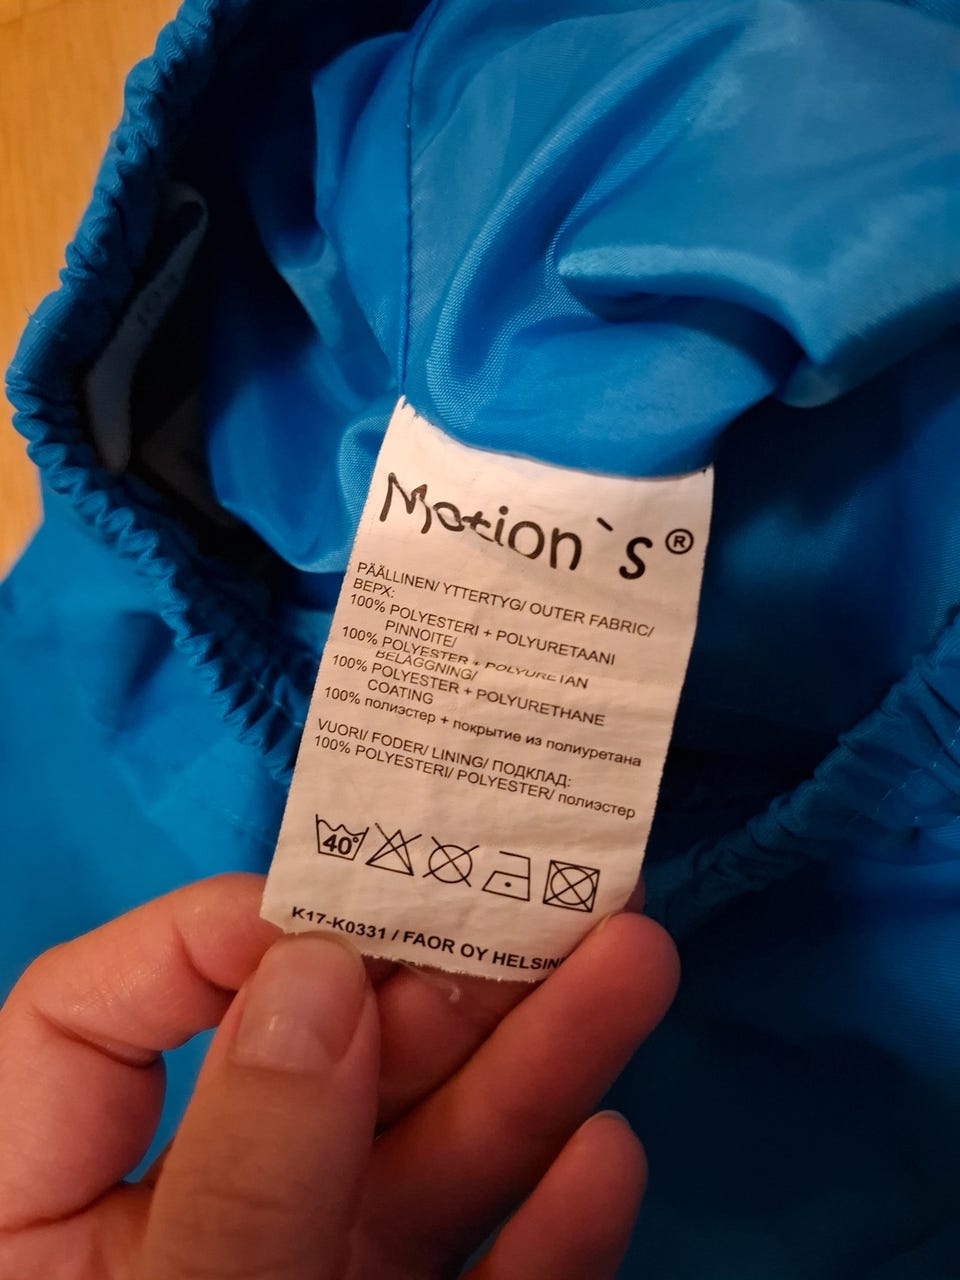 Motion`s®
PÄÄLLINEN/ YTTERTYG/ OUTER FABRIC/
ВЕРХ:
100% POLYESTERI + POLYURETAANI
PINNOITE/
100% POLYESTER + POLYURETAN
BELÄGGNING/
100% POLYESTER + POLYURETHANE
COATING
100% полиэстер + покрытие из полиуретана
VUORI/ FODER/ LINING/ ПОДКЛАД:
100% POLYESTERI/ POLYESTER/ полиэстер
40°
K17-K0331 / FAOR OY HELSIN